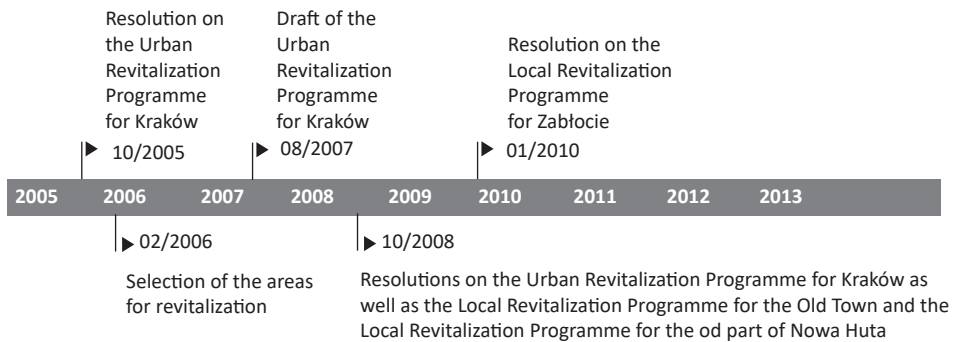 Resolution on
the Urban
Revitalization
Programme
for Kraków
10/2005
Draft of the
Urban
Revitalization
Programme
for Kraków
08/2007
Resolution on the
Local Revitalization
Programme
for Zabłocie
01/2010
2005 2006 2007 2008 2009 2010 2011 2012 2013
02/2006
Selection of the areas
for revitalization
10/2008
Resolutions on the Urban Revitalization Programme for Kraków as
well as the Local Revitalization Programme for the Old Town and the
Local Revitalization Programme for the od part of Nowa Huta